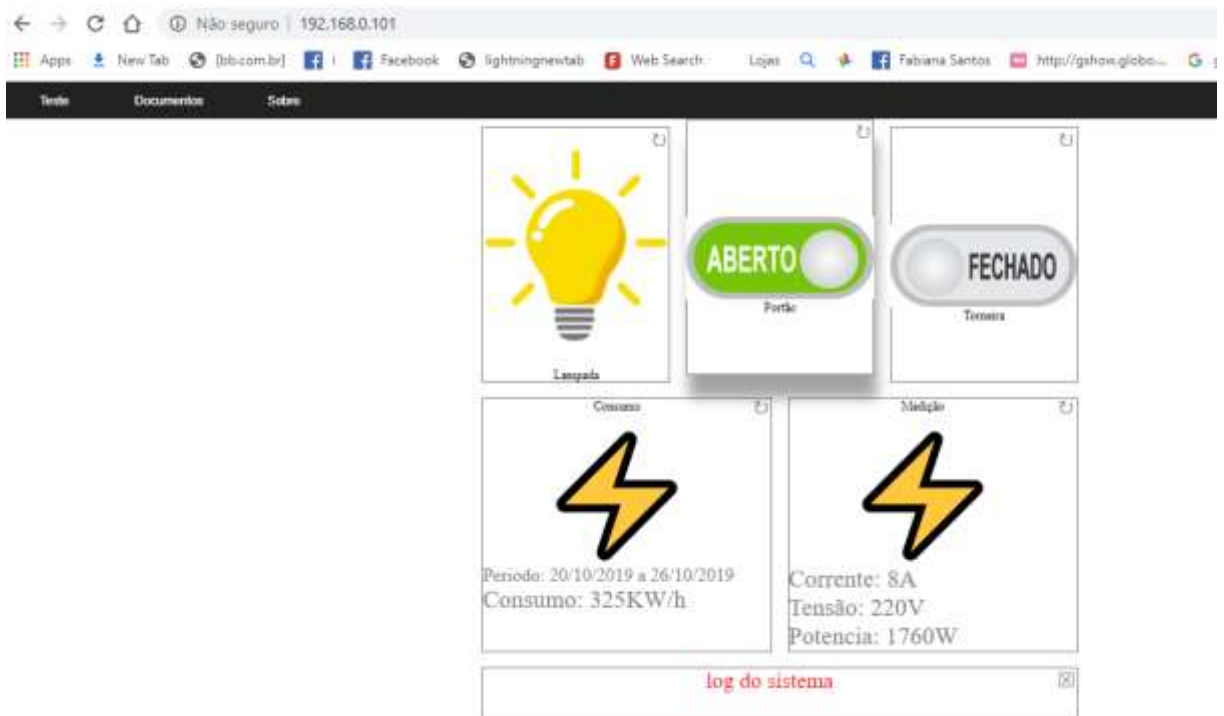 Não seguro | 192.168.0.101
Apps New Tab [bb.com.br] i Facebook lightningnewtab Web Search Lojas Fabiana Santos http://gshow.globo...
Teste Documentos Sobre
ABERTO
FECHADO
Portão
Torneira
Lampada
Consumo
Medição
Periodo: 20/10/2019 a 26/10/2019
Consumo: 325KW/h
Corrente: 8A
Tensão: 220V
Potencia: 1760W
log do sistema